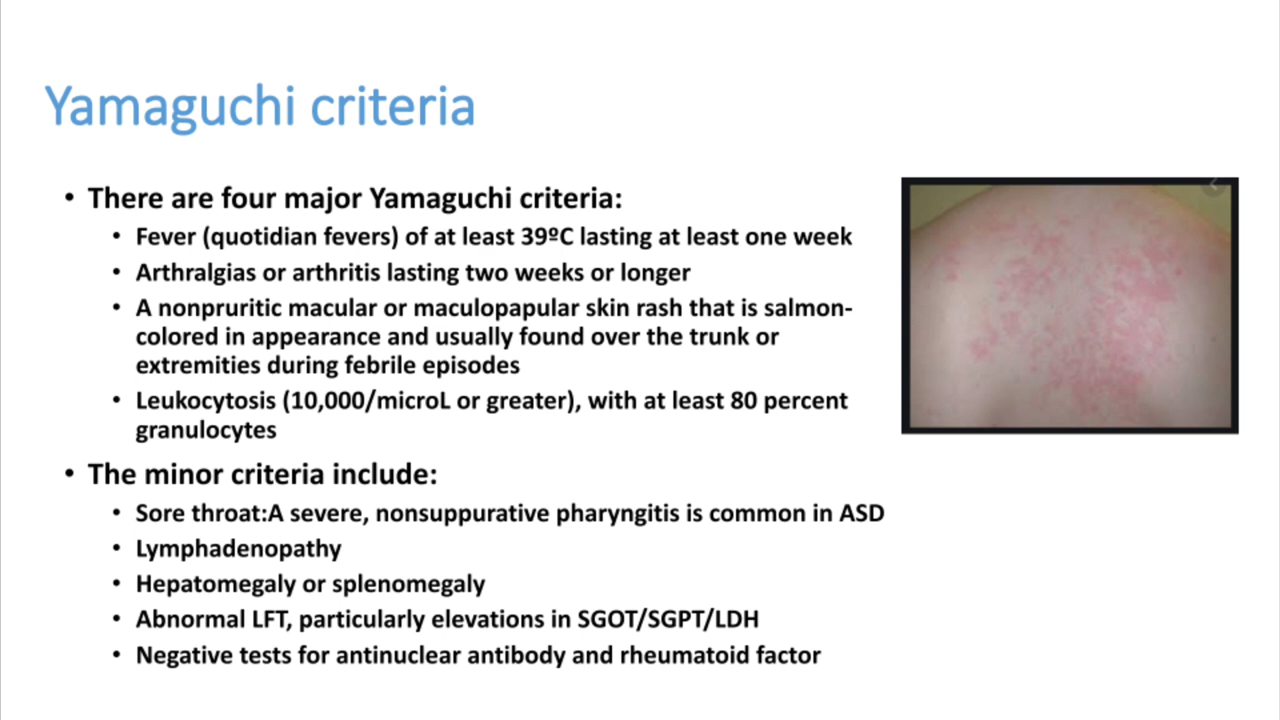 Yamaguchi criteria
• There are four major Yamaguchi criteria:
• Fever (quotidian fevers) of at least 39ºC lasting at least one week
• Arthralgias or arthritis lasting two weeks or longer
• A nonpruritic macular or maculopapular skin rash that is salmon-
colored in appearance and usually found over the trunk or
extremities during febrile episodes
• Leukocytosis (10,000/microL or greater), with at least 80 percent
granulocytes
• The minor criteria include:
• Sore throat:A severe, nonsuppurative pharyngitis is common in ASD
• Lymphadenopathy
• Hepatomegaly or splenomegaly
• Abnormal LFT, particularly elevations in SGOT/SGPT/LDH
• Negative tests for antinuclear antibody and rheumatoid factor